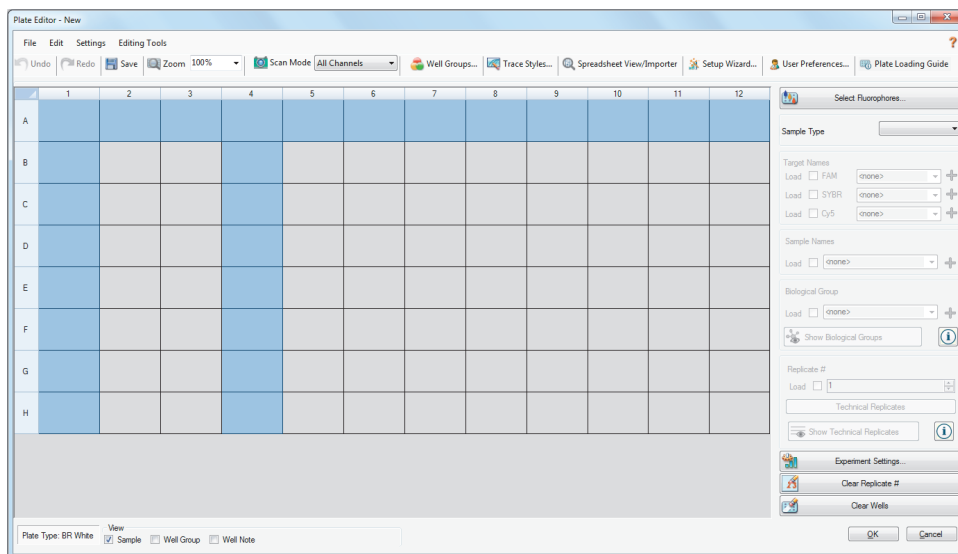 Plate Editor - New
File Edit Settings Editing Tools ?
Undo Redo Save Zoom 100% Scan Mode All Channels Well Groups... Trace Styles... Spreadsheet View/Importer Setup Wizard... User Preferences... Plate Loading Guide
1 2 3 4 5 6 7 8 9 10 11 12
Select Fluorophores...
A
Sample Type
B
Target Names
Load FAM <none>
Load SYBR <none>
C
Load Cy5 <none>
D
Sample Names
Load <none>
E
Biological Group
Load <none>
F
Show Biological Groups
G
Replicate #
Load 1
H
Technical Replicates
Show Technical Replicates
Experiment Settings...
Clear Replicate #
Clear Wells
Plate Type: BR White View
Sample Well Group Well Note
OK Cancel